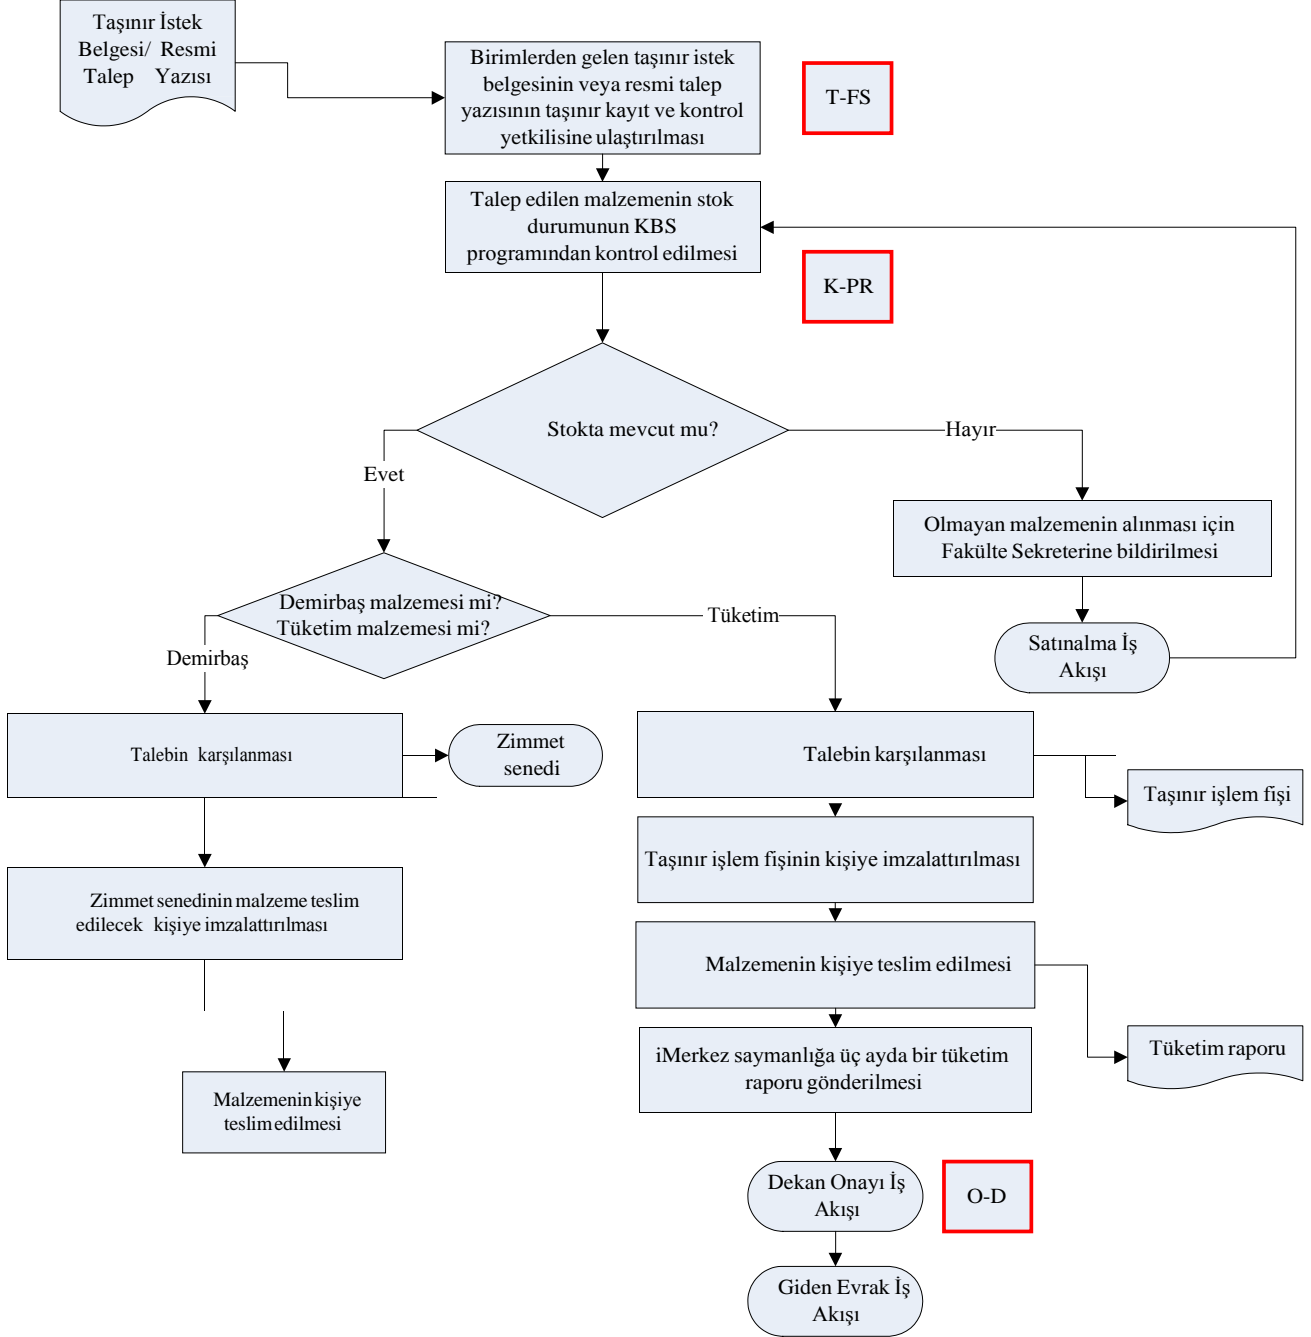 Taşınır İstek
Belgesi/ Resmi
Talep Yazısı
Birimlerden gelen taşınır istek
belgesinin veya resmi talep
yazısının taşınır kayıt ve kontrol
yetkilisine ulaştırılması
T-FS
Talep edilen malzemenin stok
durumunun KBS
programından kontrol edilmesi
K-PR
Stokta mevcut mu?
Hayır
Evet
Olmayan malzemenin alınması için
Fakülte Sekreterine bildirilmesi
Demirbaş malzemesi mi?
Tüketim malzemesi mi?
Tüketim
Demirbaş
Satınalma İş
Akışı
Talebin karşılanması
Zimmet
senedi
Talebin karşılanması
Taşınır işlem fişi
Taşınır işlem fişinin kişiye imzalattırılması
Zimmet senedinin malzeme teslim
edilecek kişiye imzalattırılması
Malzemenin kişiye teslim edilmesi
Tüketim raporu
iMerkez saymanlığa üç ayda bir tüketim
raporu gönderilmesi
Malzemenin kişiye
teslim edilmesi
Dekan Onayı İş
Akışı
O-D
Giden Evrak İş
Akışı